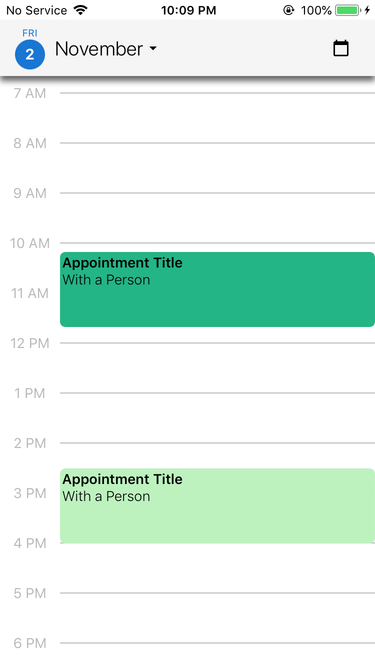 No Service 10:09 PM 100%
FRI
2 November
7 AM
8 AM
9 AM
10 AM
Appointment Title
With a Person
11 AM
12 PM
1 PM
2 PM
Appointment Title
With a Person
3 PM
4 PM
5 PM
6 PM